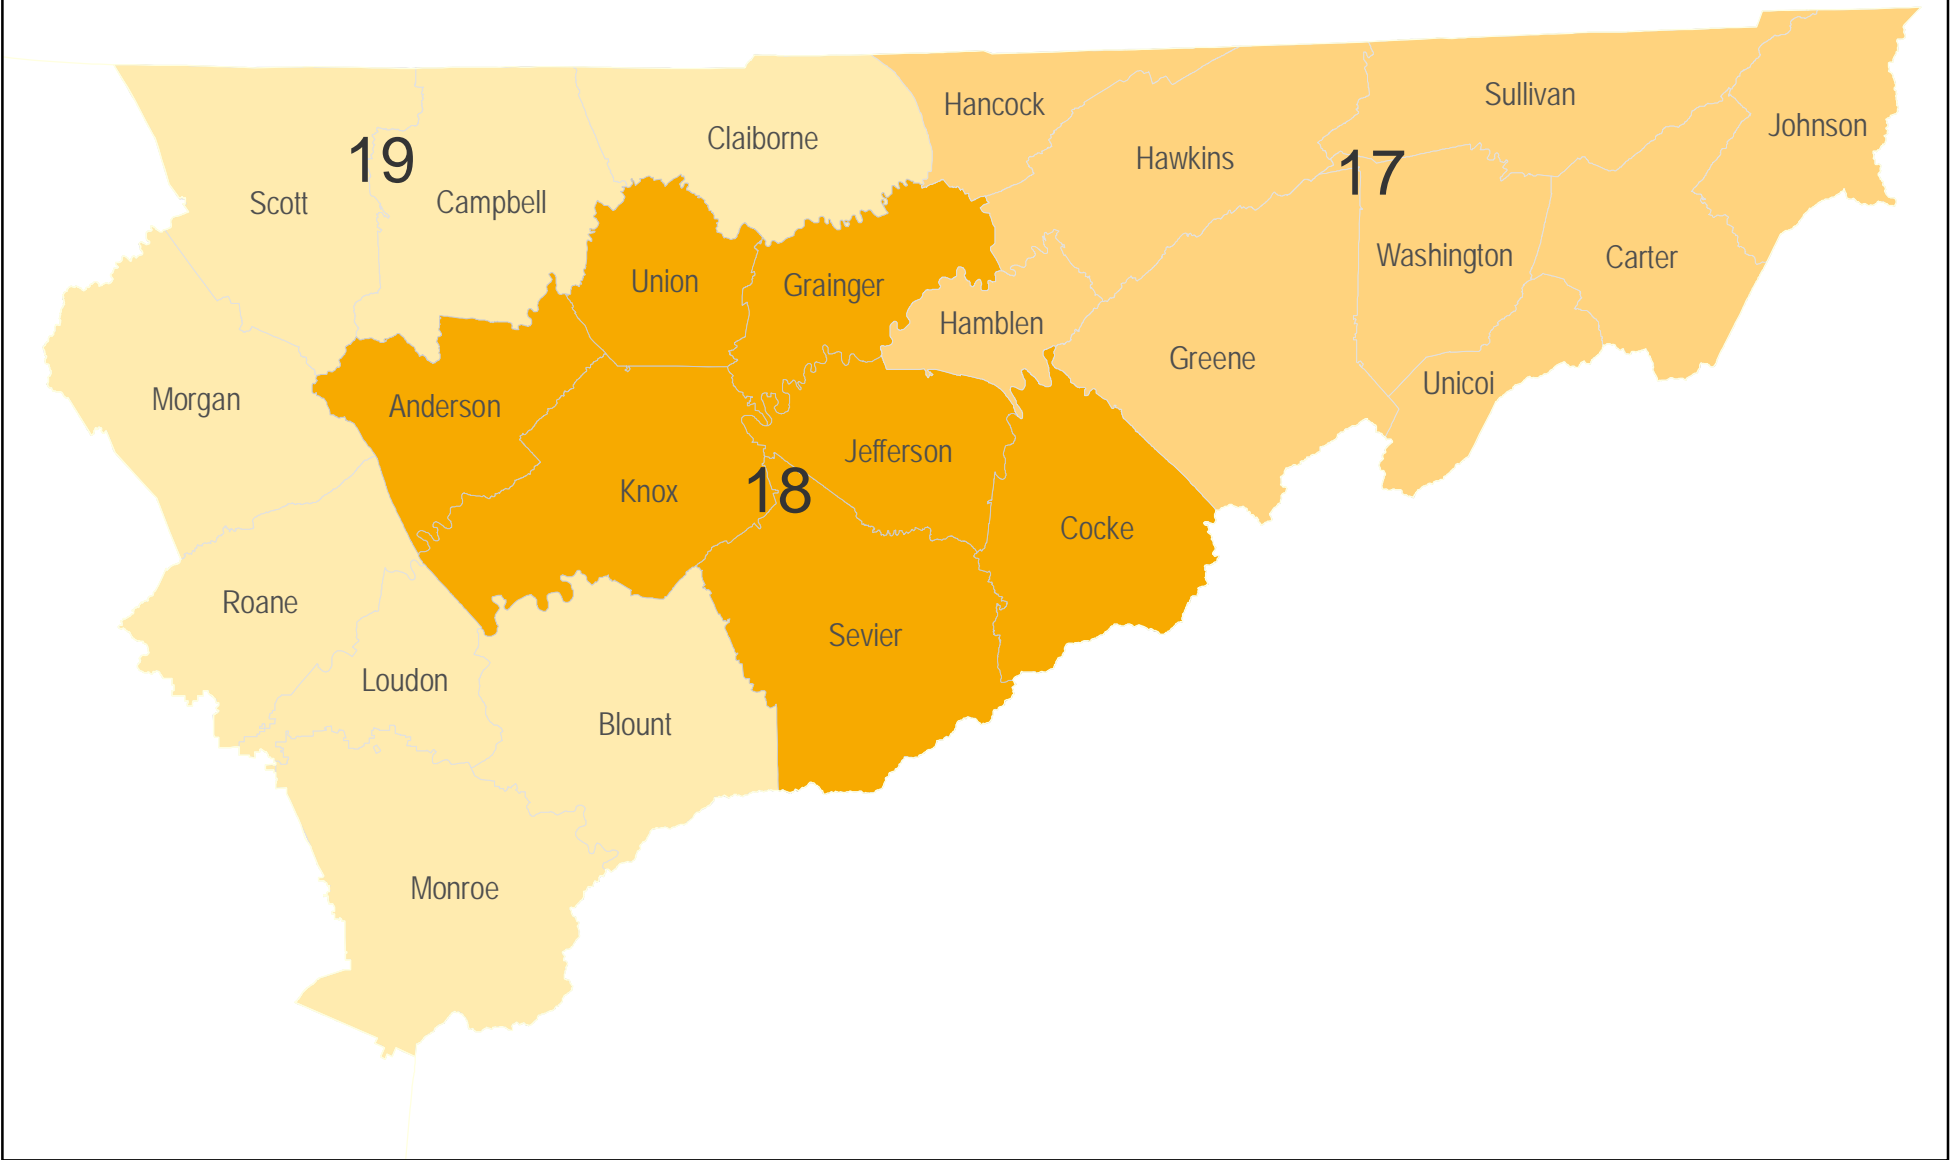 Hancock
Sullivan
Johnson
Claiborne
19
Hawkins
17
Scott
Campbell
Union
Grainger
Washington
Carter
Hamblen
Greene
Unicoi
Morgan
Anderson
Jefferson
Knox
18
Cocke
Roane
Sevier
Loudon
Blount
Monroe